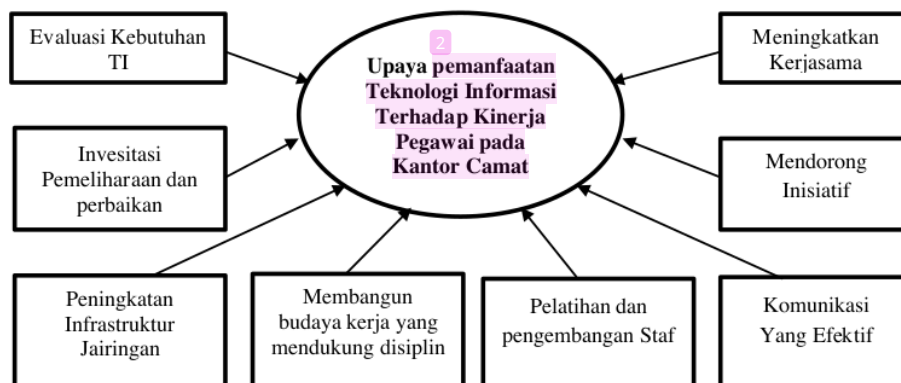 Evaluasi Kebutuhan
TI
2
Upaya pemanfaatan
Teknologi Informasi
Terhadap Kinerja
Pegawai pada
Kantor Camat
Meningkatkan
Kerjasama
Invesitasi
Pemeliharaan dan
perbaikan
Mendorong
Inisiatif
Peningkatan
Infrastruktur
Jairingan
Membangun
budaya kerja yang
mendukung disiplin
Pelatihan dan
pengembangan Staf
Komunikasi
Yang Efektif